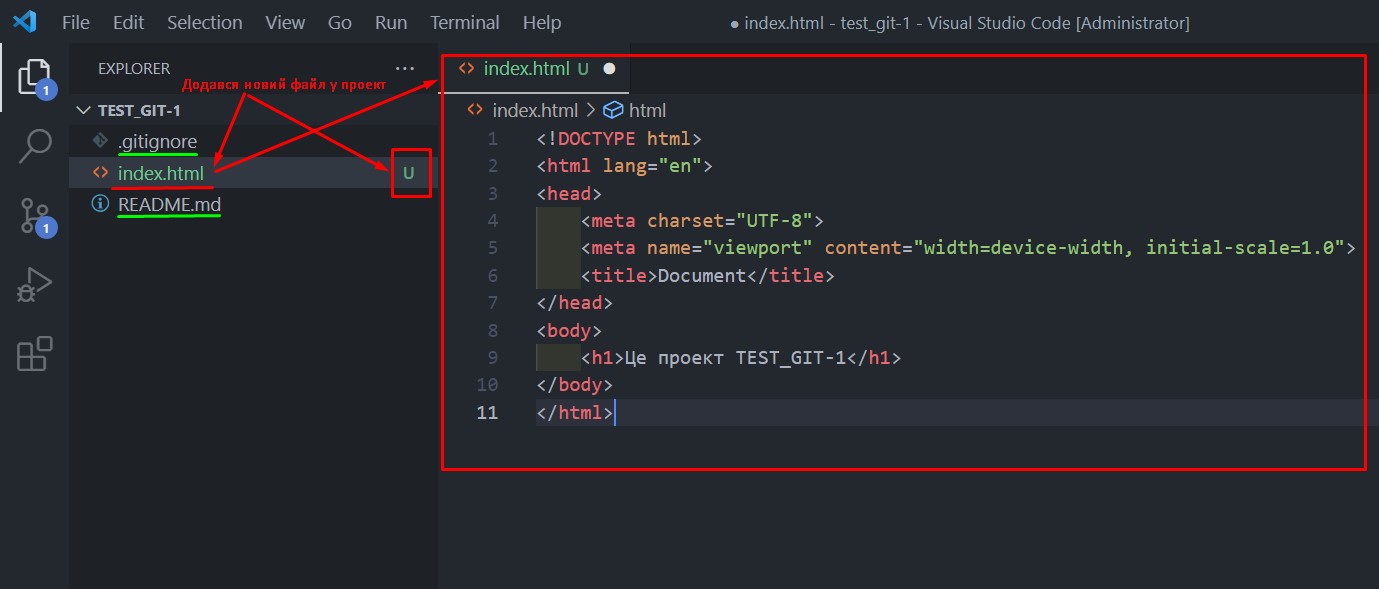 File Edit Selection View Go Run Terminal Help
● index.html - test_git-1 - Visual Studio Code [Administrator]
EXPLORER ...
1
Додався новий файл у проект
TEST_GIT-1
.gitignore
index.html U
README.md
1
<> index.html U ●
<> index.html > html
1 <!DOCTYPE html>
2 <html lang="en">
3 <head>
4 <meta charset="UTF-8">
5 <meta name="viewport" content="width=device-width, initial-scale=1.0">
6 <title>Document</title>
7 </head>
8 <body>
9 <h1>Це проект TEST_GIT-1</h1>
10 </body>
11 </html>